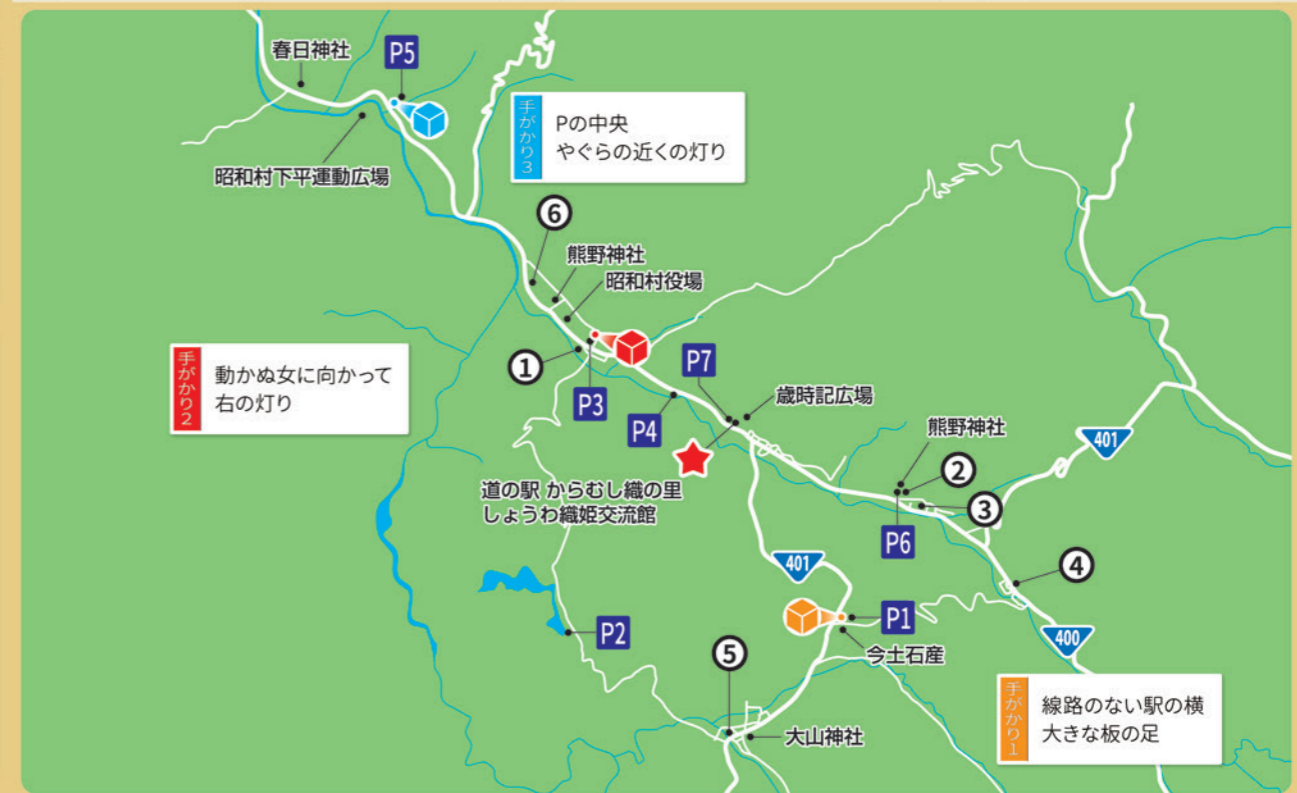 春日神社
P5
手がかり3
Pの中央
やぐらの近くの灯り
昭和村下平運動広場
⑥
熊野神社
昭和村役場
手がかり2
動かぬ女に向かって
右の灯り
①
P3
P7
P4
歳時記広場
熊野神社
401
②
道の駅 からむし織の里
しょうわ織姫交流館
③
P6
401
④
P1
P2
400
今土石産
⑤
手がかり1
線路のない駅の横
大きな板の足
大山神社